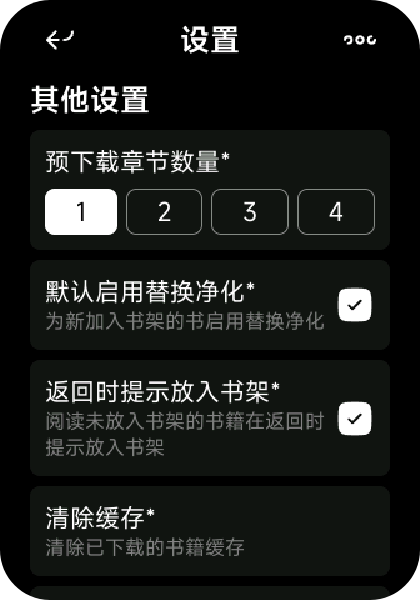 设置
其他设置
预下载章节数量*
1 2 3 4
默认启用替换净化*
为新加入书架的书启用替换净化
返回时提示放入书架*
阅读未放入书架的书籍在返回时
提示放入书架
清除缓存*
清除已下载的书籍缓存